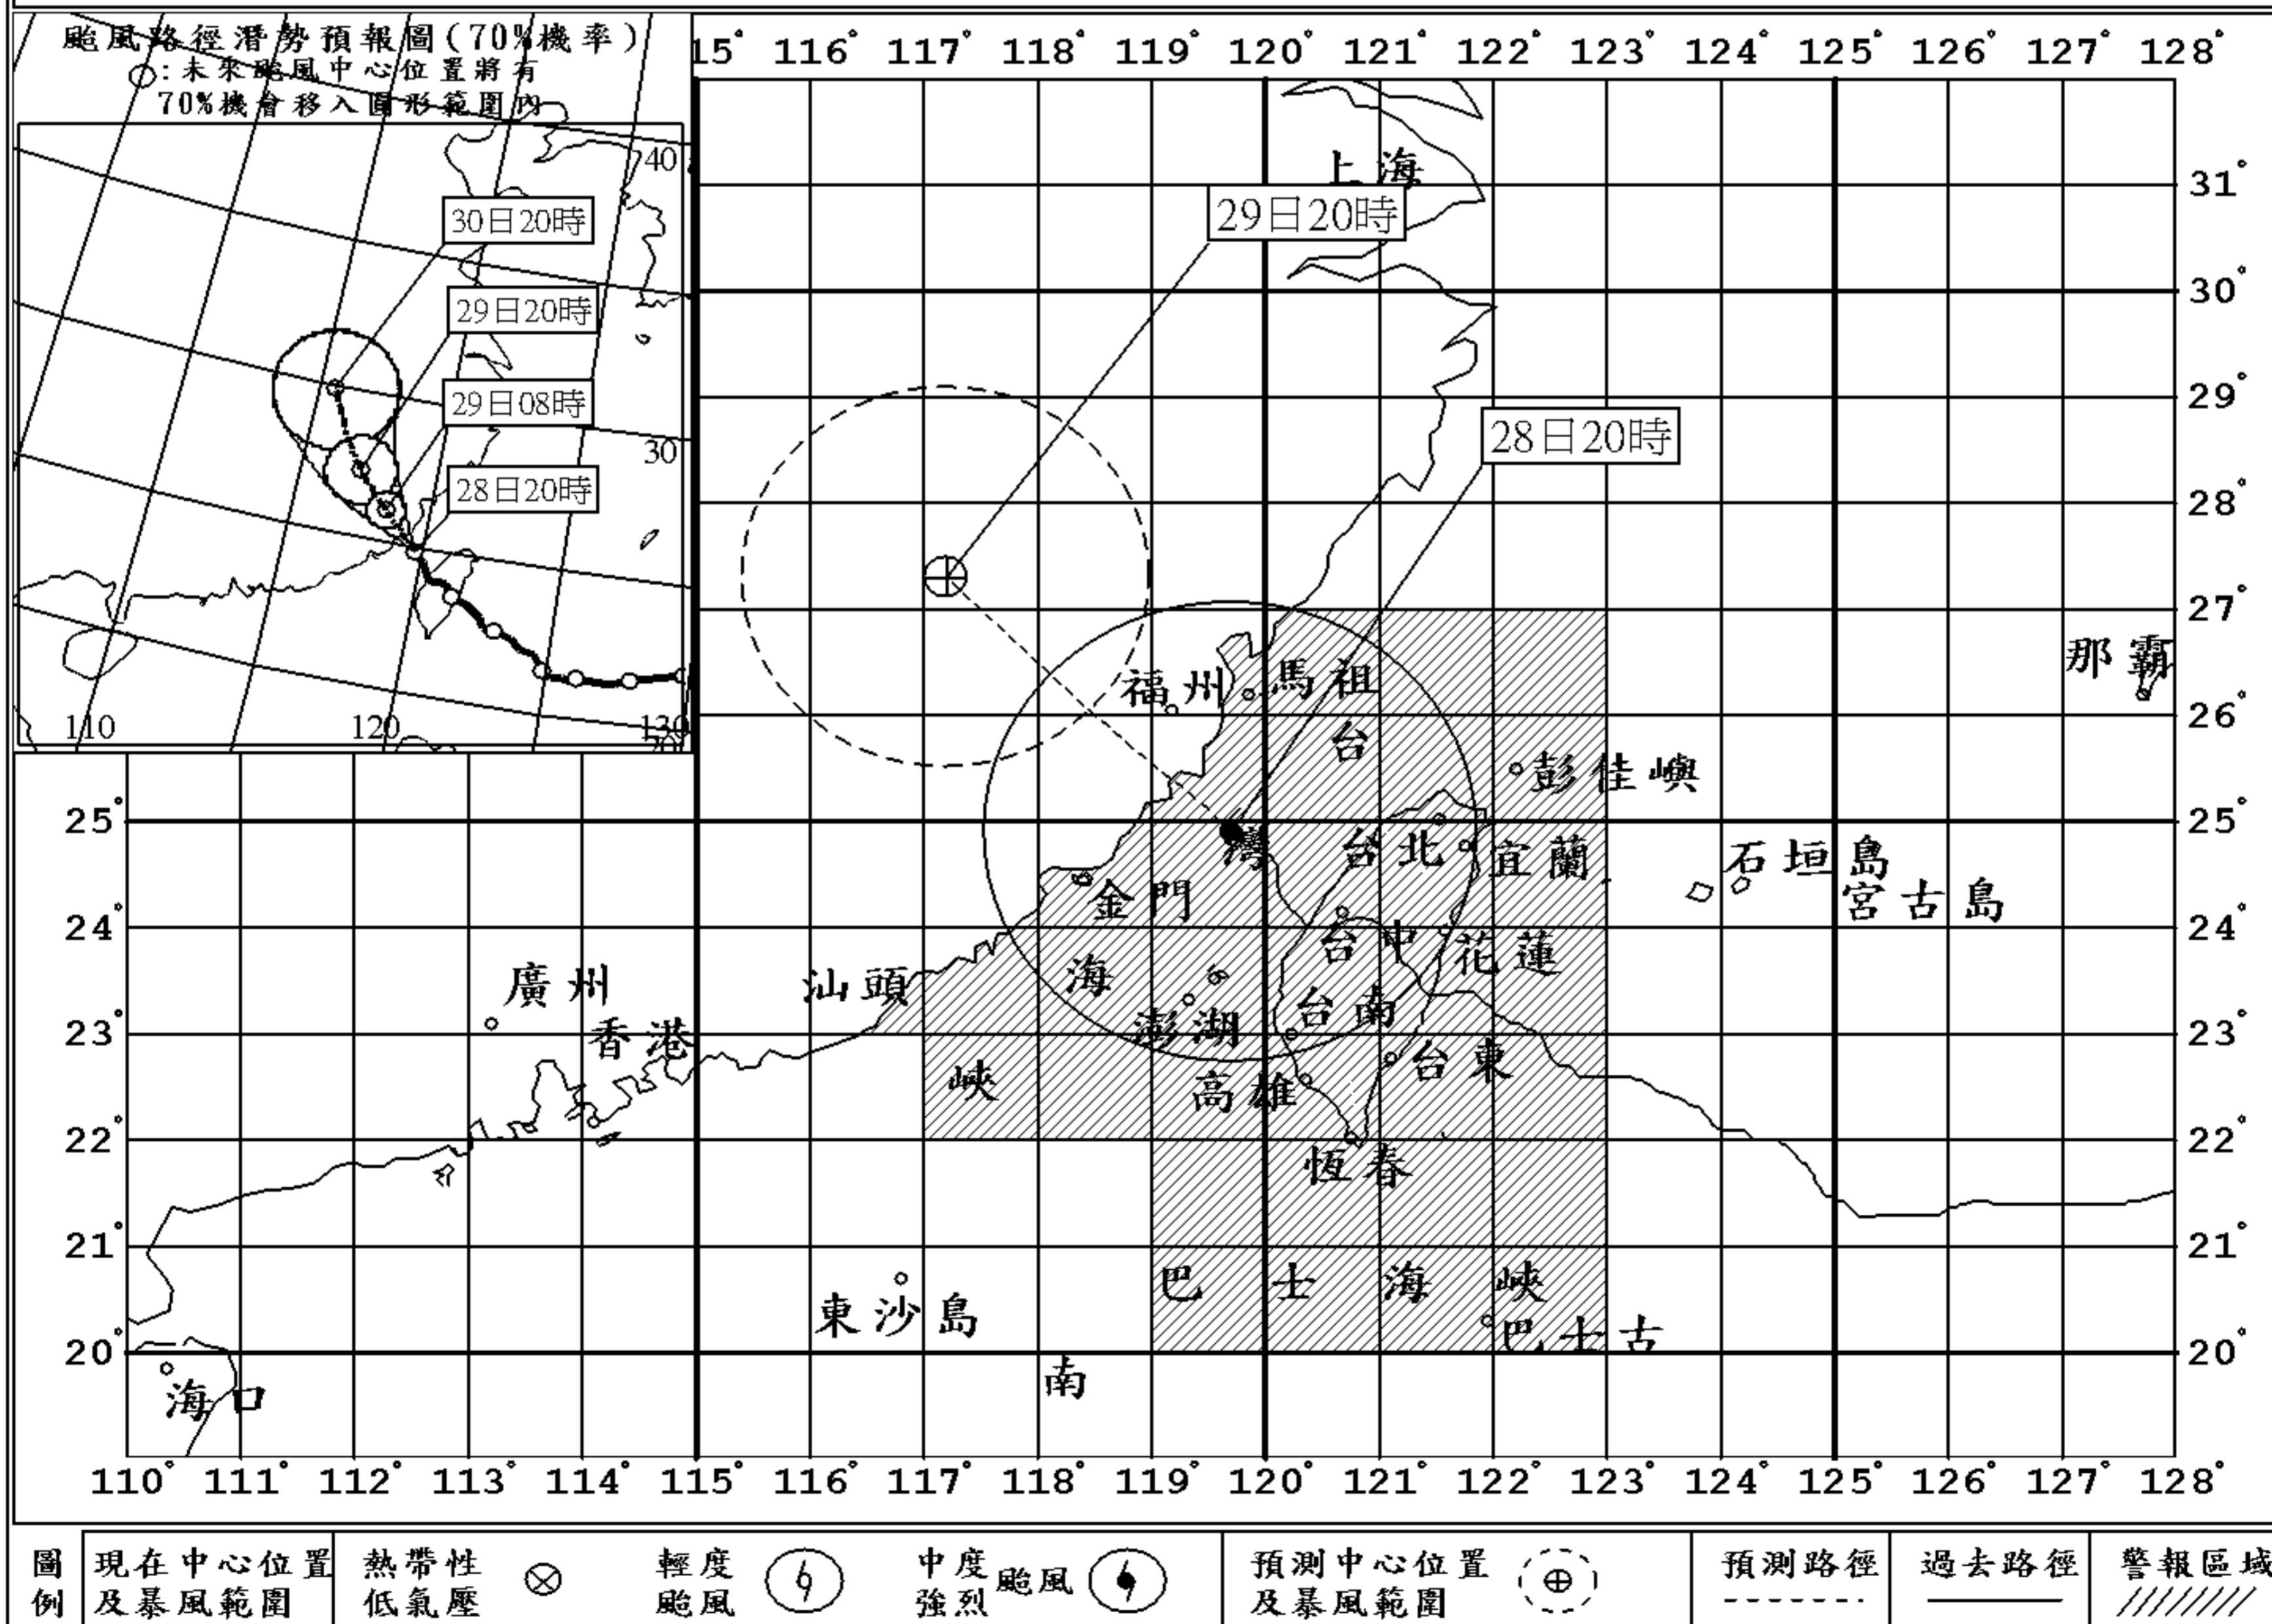 颱風路徑潛勢預報圖(70%機率)
○:未來颱風中心位置將有
70%機會移入圓形範圍內
40
30日20時
29日20時
29日08時
30
28日20時
110
120
130
20
15° 116° 117° 118° 119° 120° 121° 122° 123° 124° 125° 126° 127° 128°
上海
31°
29日20時
30°
29°
28日20時
28°
27°
那霸
福州
馬祖
26°
台
彭佳嶼
25°
25°
灣
台北
宜蘭
石垣島
金門
宮古島
24°
24°
台中
花蓮
海
廣州
汕頭
台南
23°
香港
澎湖
23°
台東
峽
高雄
22°
22°
恆春
21°
21°
巴士海峽
東沙島
巴士古
20°
20°
南
海口
110° 111° 112° 113° 114° 115° 116° 117° 118° 119° 120° 121° 122° 123° 124° 125° 126° 127° 128°
圖例
現在中心位置
及暴風範圍
熱帶性
低氣壓
輕度
颱風
中度
強烈
颱風
預測中心位置
及暴風範圍
預測路徑
過去路徑
警報區域